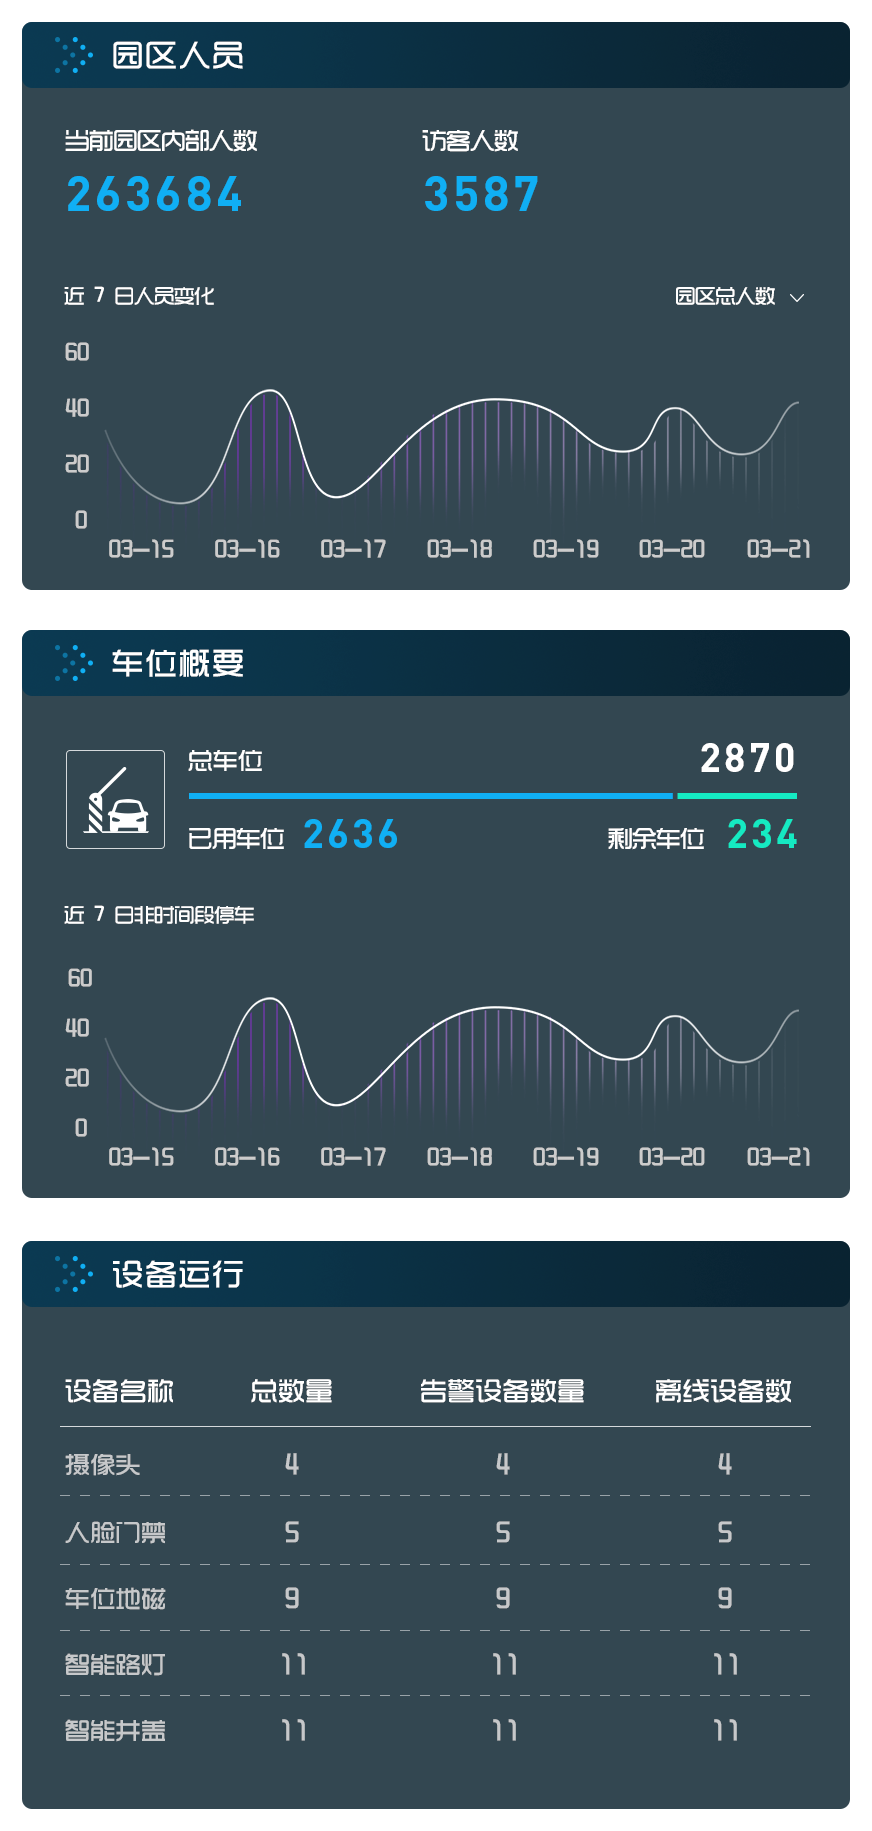 园区人员
当前园区内部人数 访客人数
263684 3587
近 7 日人员变化 园区总人数
60
40
20
0
03-15 03-16 03-17 03-18 03-19 03-20 03-21
车位概要
总车位 2870
已用车位 2636 剩余车位 234
近 7 日非时间段停车
60
40
20
0
03-15 03-16 03-17 03-18 03-19 03-20 03-21
设备运行
设备名称 总数量 告警设备数量 离线设备数
摄像头 4 4 4
人脸门禁 5 5 5
车位地磁 9 9 9
智能路灯 11 11 11
智能井盖 11 11 11